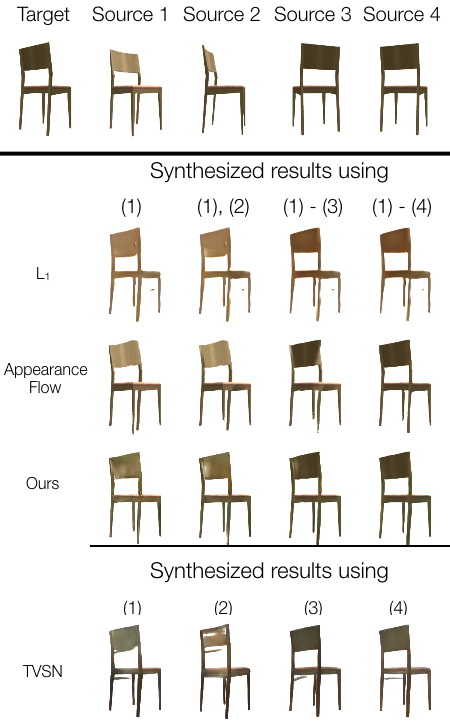 Target Source 1 Source 2 Source 3 Source 4
Synthesized results using
(1) (1), (2) (1) - (3) (1) - (4)
L₁
Appearance
Flow
Ours
Synthesized results using
(1) (2) (3) (4)
TVSN